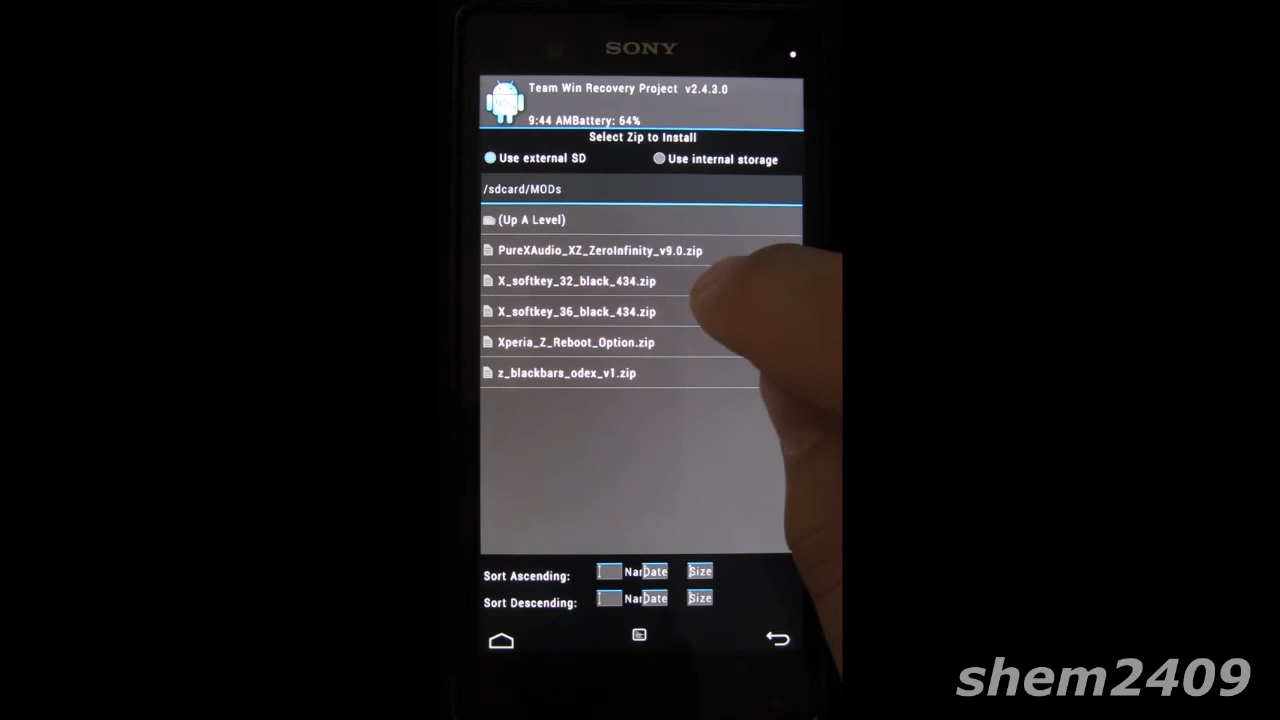 SONY
Team Win Recovery Project v2.4.3.0
9:44 AMBattery: 64%
Select Zip to Install
Use external SD
Use internal storage
/sdcard/MODs
(Up A Level)
PureXAudio_XZ_ZeroInfinity_v9.0.zip
X_softkey_32_black_434.zip
X_softkey_36_black_434.zip
Xperia_Z_Reboot_Option.zip
z_blackbars_odex_v1.zip
Sort Ascending: Nar Date Size
Sort Descending: Nar Date Size
shem2409